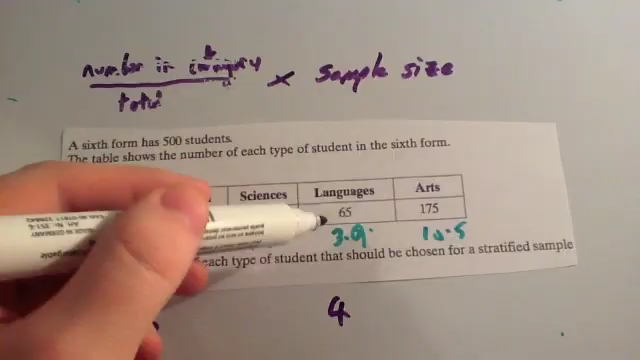 number in category
total
× sample size
A sixth form has 500 students.
The table shows the number of each type of student in the sixth form.
Sciences Languages Arts
65 175
3.9 10.5
each type of student that should be chosen for a stratified sample
4